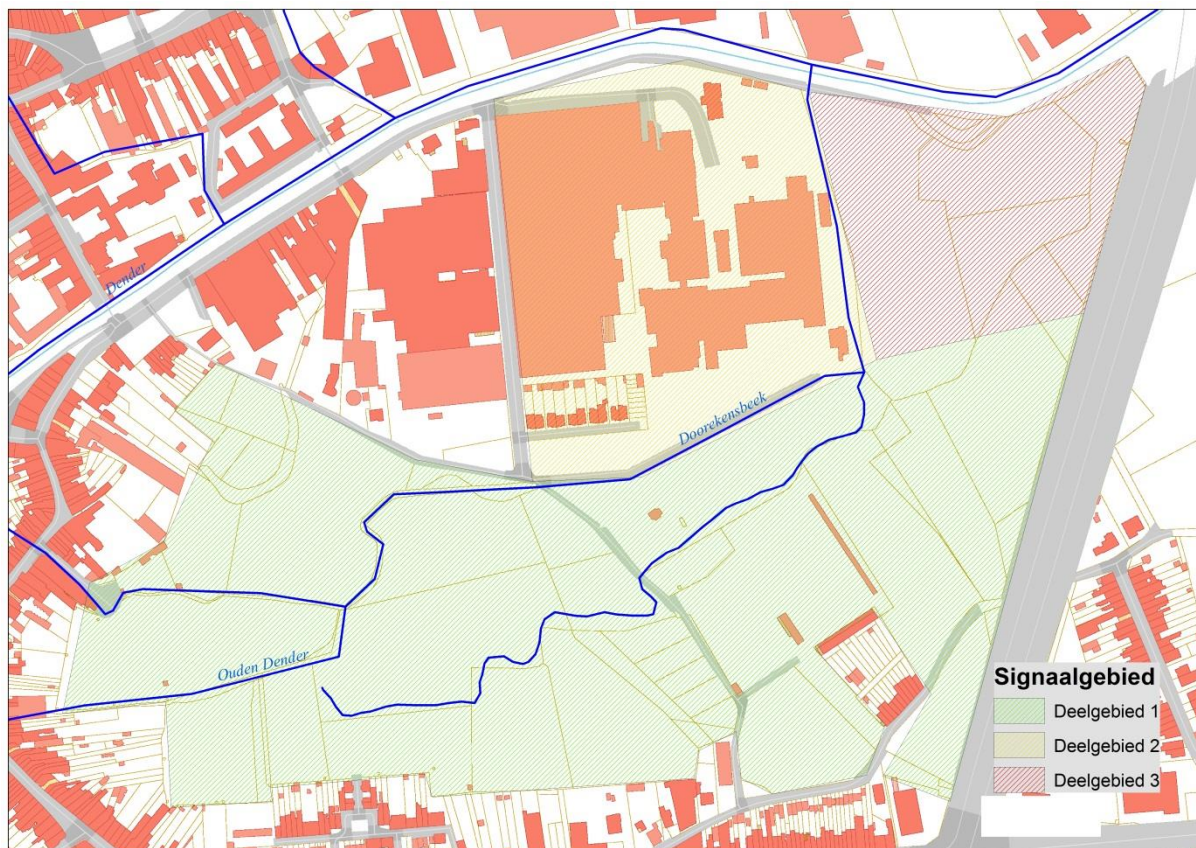 Dender
Doorekensbeek
Ouden Dender
Signaalgebied
Deelgebied 1
Deelgebied 2
Deelgebied 3